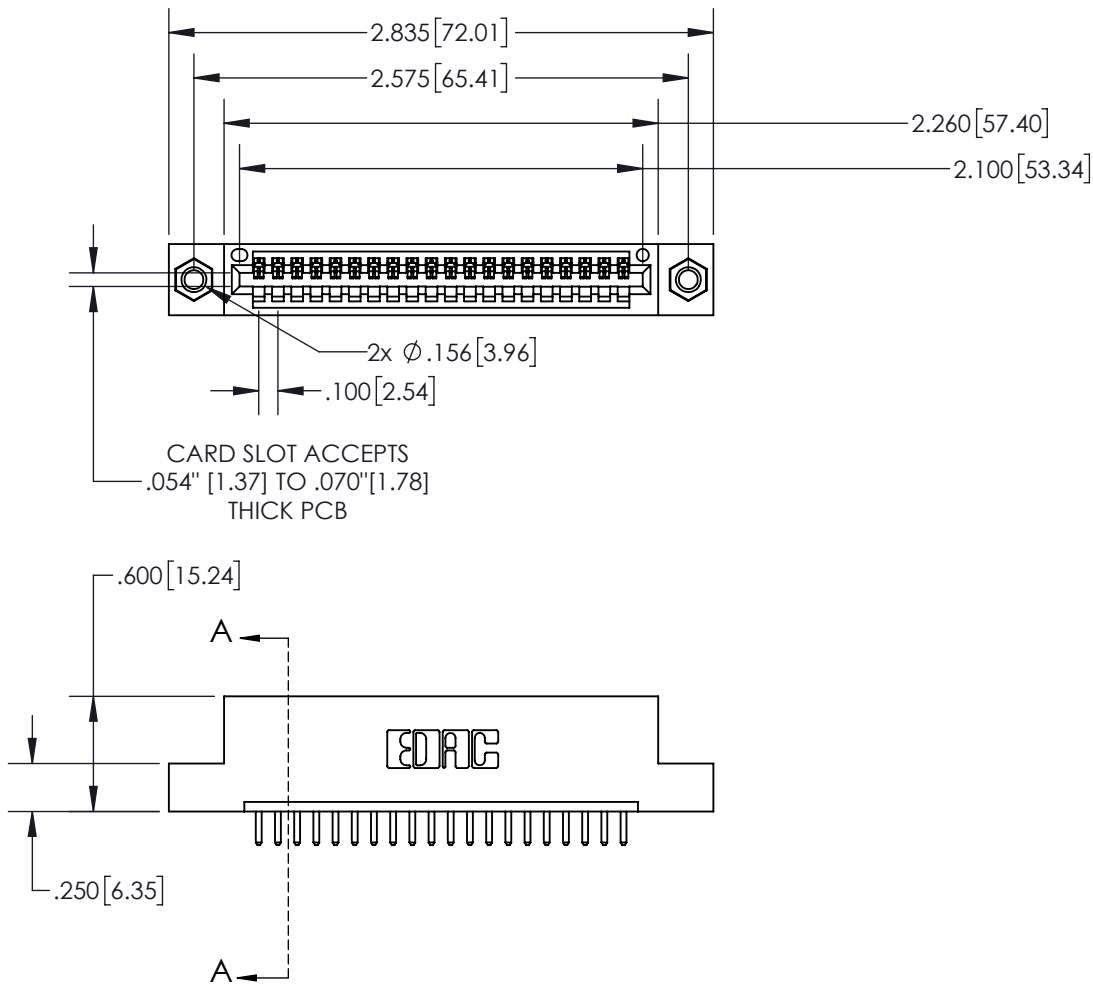 2.835[72.01]
2.575[65.41]
2.260[57.40]
2.100[53.34]
2x ∅.156[3.96]
.100[2.54]
CARD SLOT ACCEPTS
.054" [1.37] TO .070"[1.78]
THICK PCB
.600[15.24]
A
EDAC
.250[6.35]
A